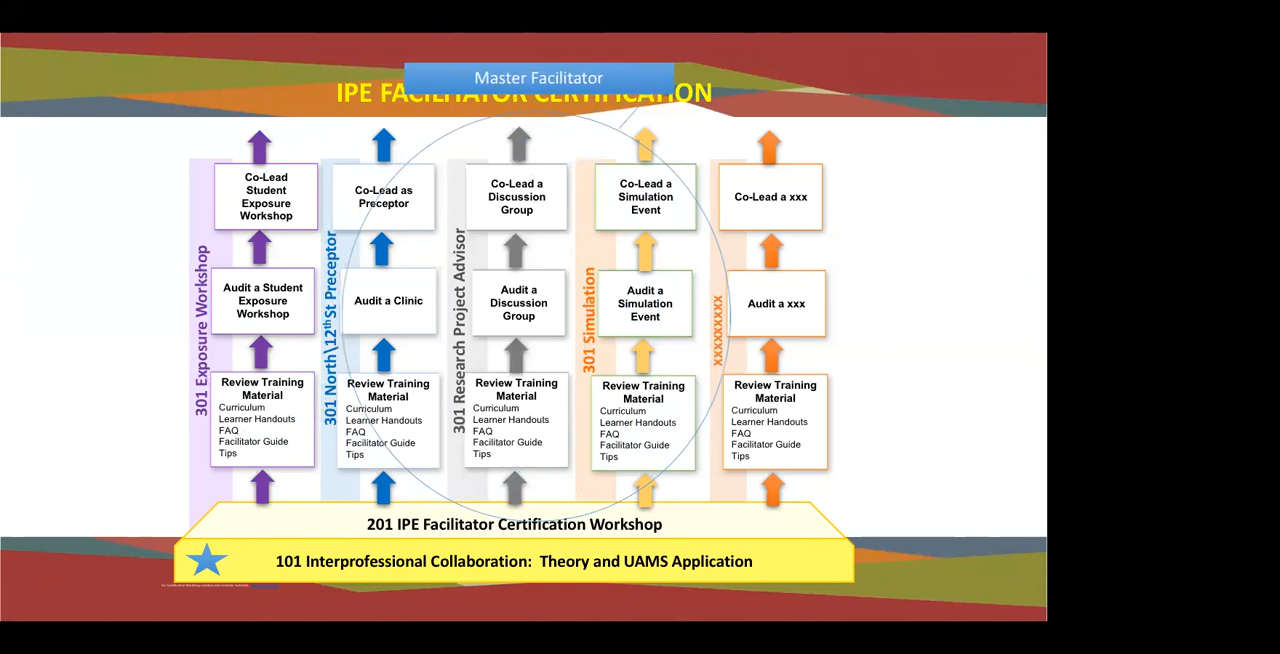 Master Facilitator
IPE FACILITATOR CERTIFICATION
301 Exposure Workshop
Co-Lead
Student
Exposure
Workshop
Audit a Student
Exposure
Workshop
Review Training
Material
Curriculum
Learner Handouts
FAQ
Facilitator Guide
Tips
301 North\12thSt Preceptor
Co-Lead as
Preceptor
Audit a Clinic
Review Training
Material
Curriculum
Learner Handouts
FAQ
Facilitator Guide
Tips
301 Research Project Advisor
Co-Lead a
Discussion
Group
Audit a
Discussion
Group
Review Training
Material
Curriculum
Learner Handouts
FAQ
Facilitator Guide
Tips
301 Simulation
Co-Lead a
Simulation
Event
Audit a
Simulation
Event
Review Training
Material
Curriculum
Learner Handouts
FAQ
Facilitator Guide
Tips
xxxxxxxxx
Co-Lead a xxx
Audit a xxx
Review Training
Material
Curriculum
Learner Handouts
FAQ
Facilitator Guide
Tips
201 IPE Facilitator Certification Workshop
101 Interprofessional Collaboration: Theory and UAMS Application